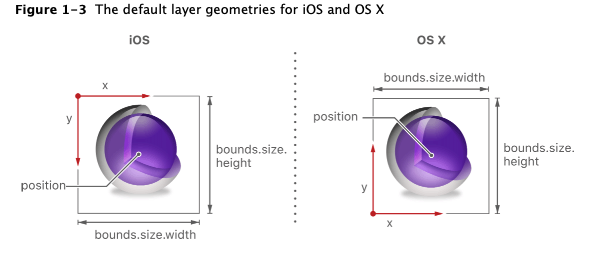 Figure 1-3 The default layer geometries for iOS and OS X
iOS
x
y
position
bounds.size.
height
bounds.size.width
OS X
bounds.size.width
position
bounds.size.
height
y
x